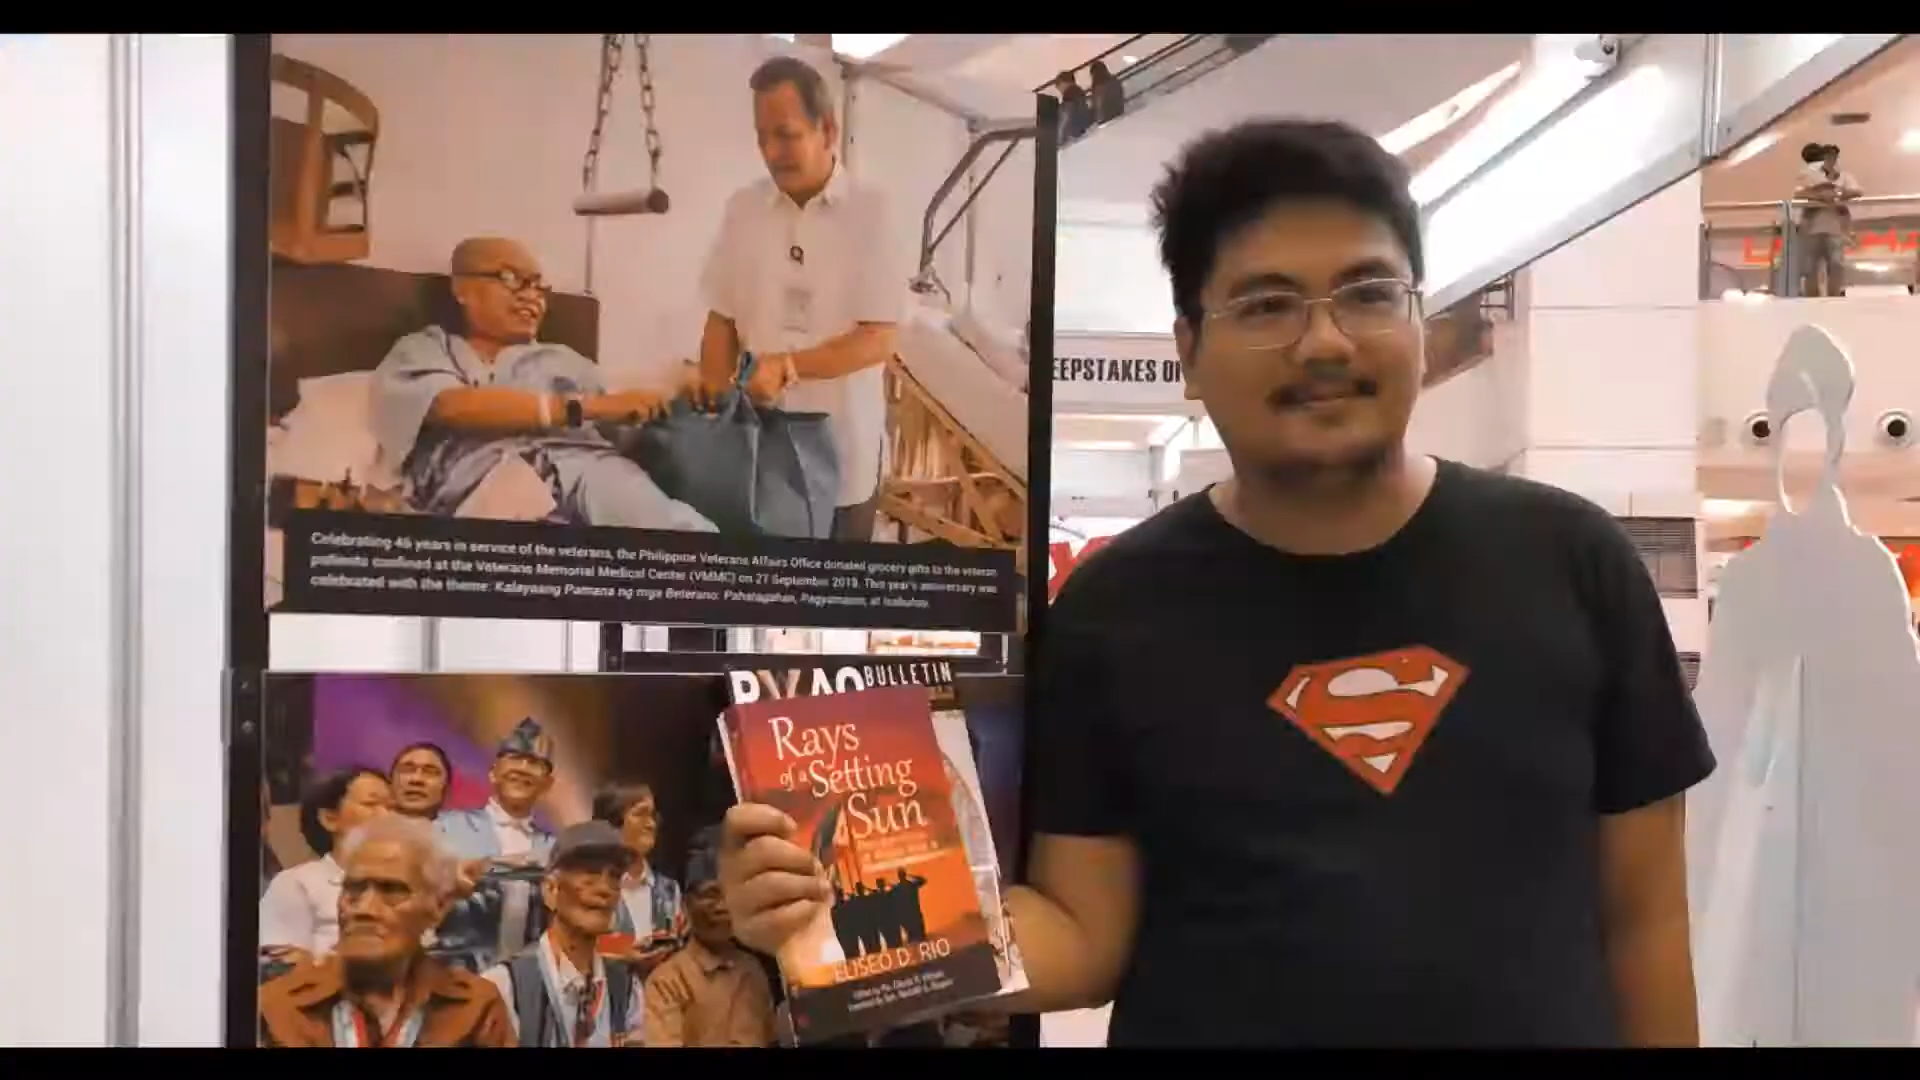 Celebrating 46 years in service of the veterans, the Philippine Veterans Affairs Office donated grocery gifts to the veteran
patients confined at the Veterans Memorial Medical Center (VMMC) on 27 September 2019. This year's anniversary was
celebrated with the theme: Kalayaang Pamana ng mga Beterano: Pahalagahan, Pagyamanin, at Isabuhay.
EEPSTAKES OF
PVAO BULLETIN
Rays
of a Setting
Sun
ELISEO D. RIO
S